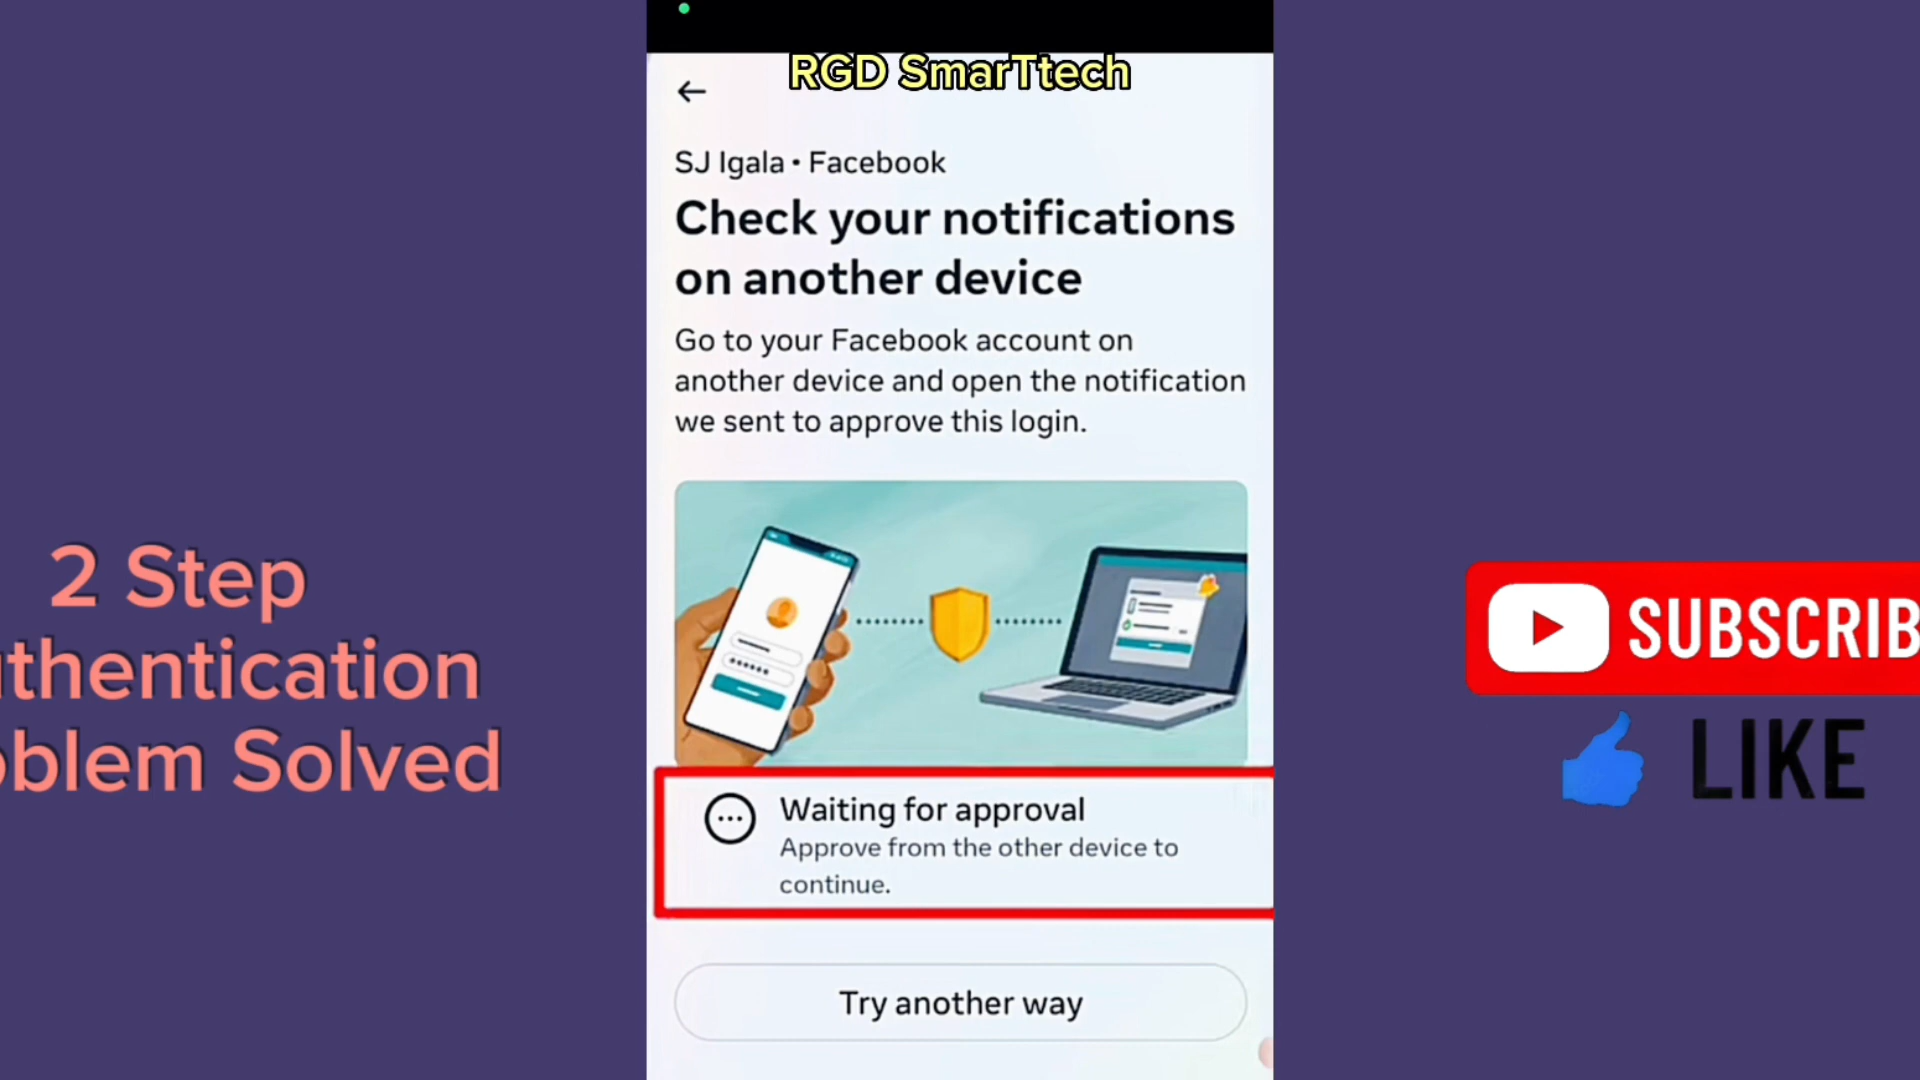 RGD SmarTtech
SJ Igala • Facebook
Check your notifications
on another device
Go to your Facebook account on
another device and open the notification
we sent to approve this login.
2 Step
uthentication
oblem Solved
SUBSCRIB
LIKE
Waiting for approval
Approve from the other device to
continue.
Try another way